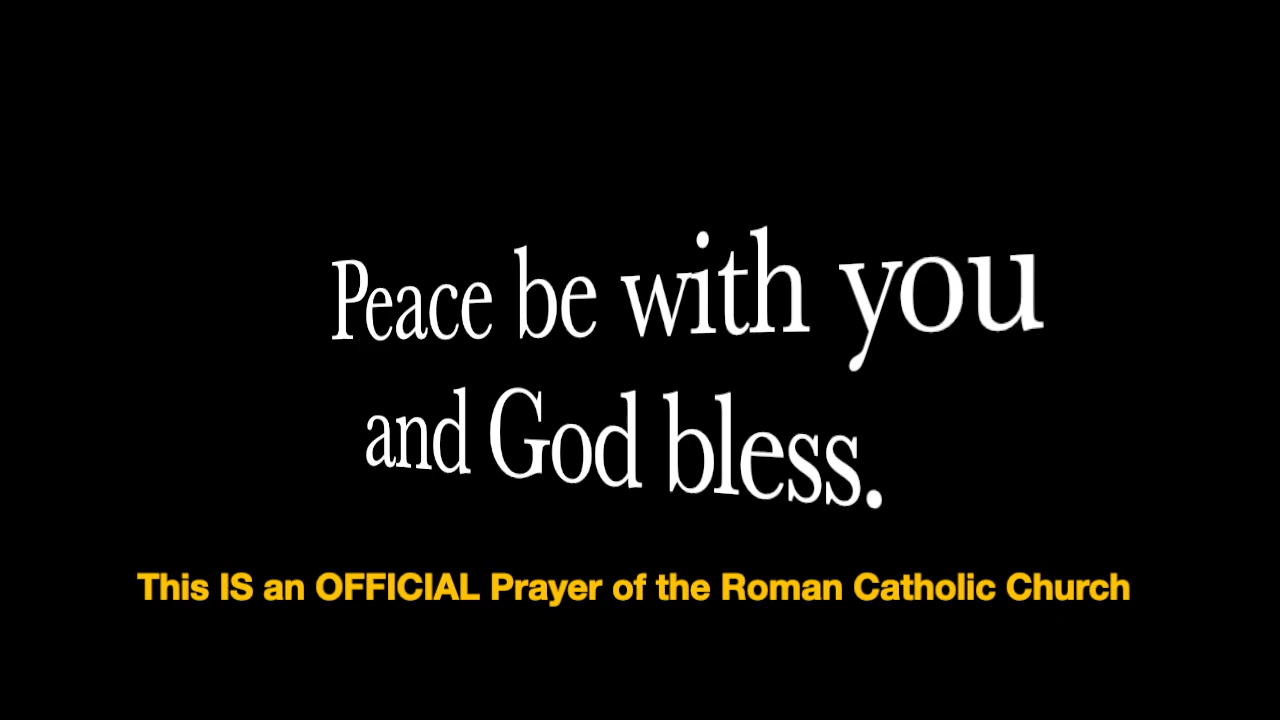 Peace be with you
and God bless.
This IS an OFFICIAL Prayer of the Roman Catholic Church